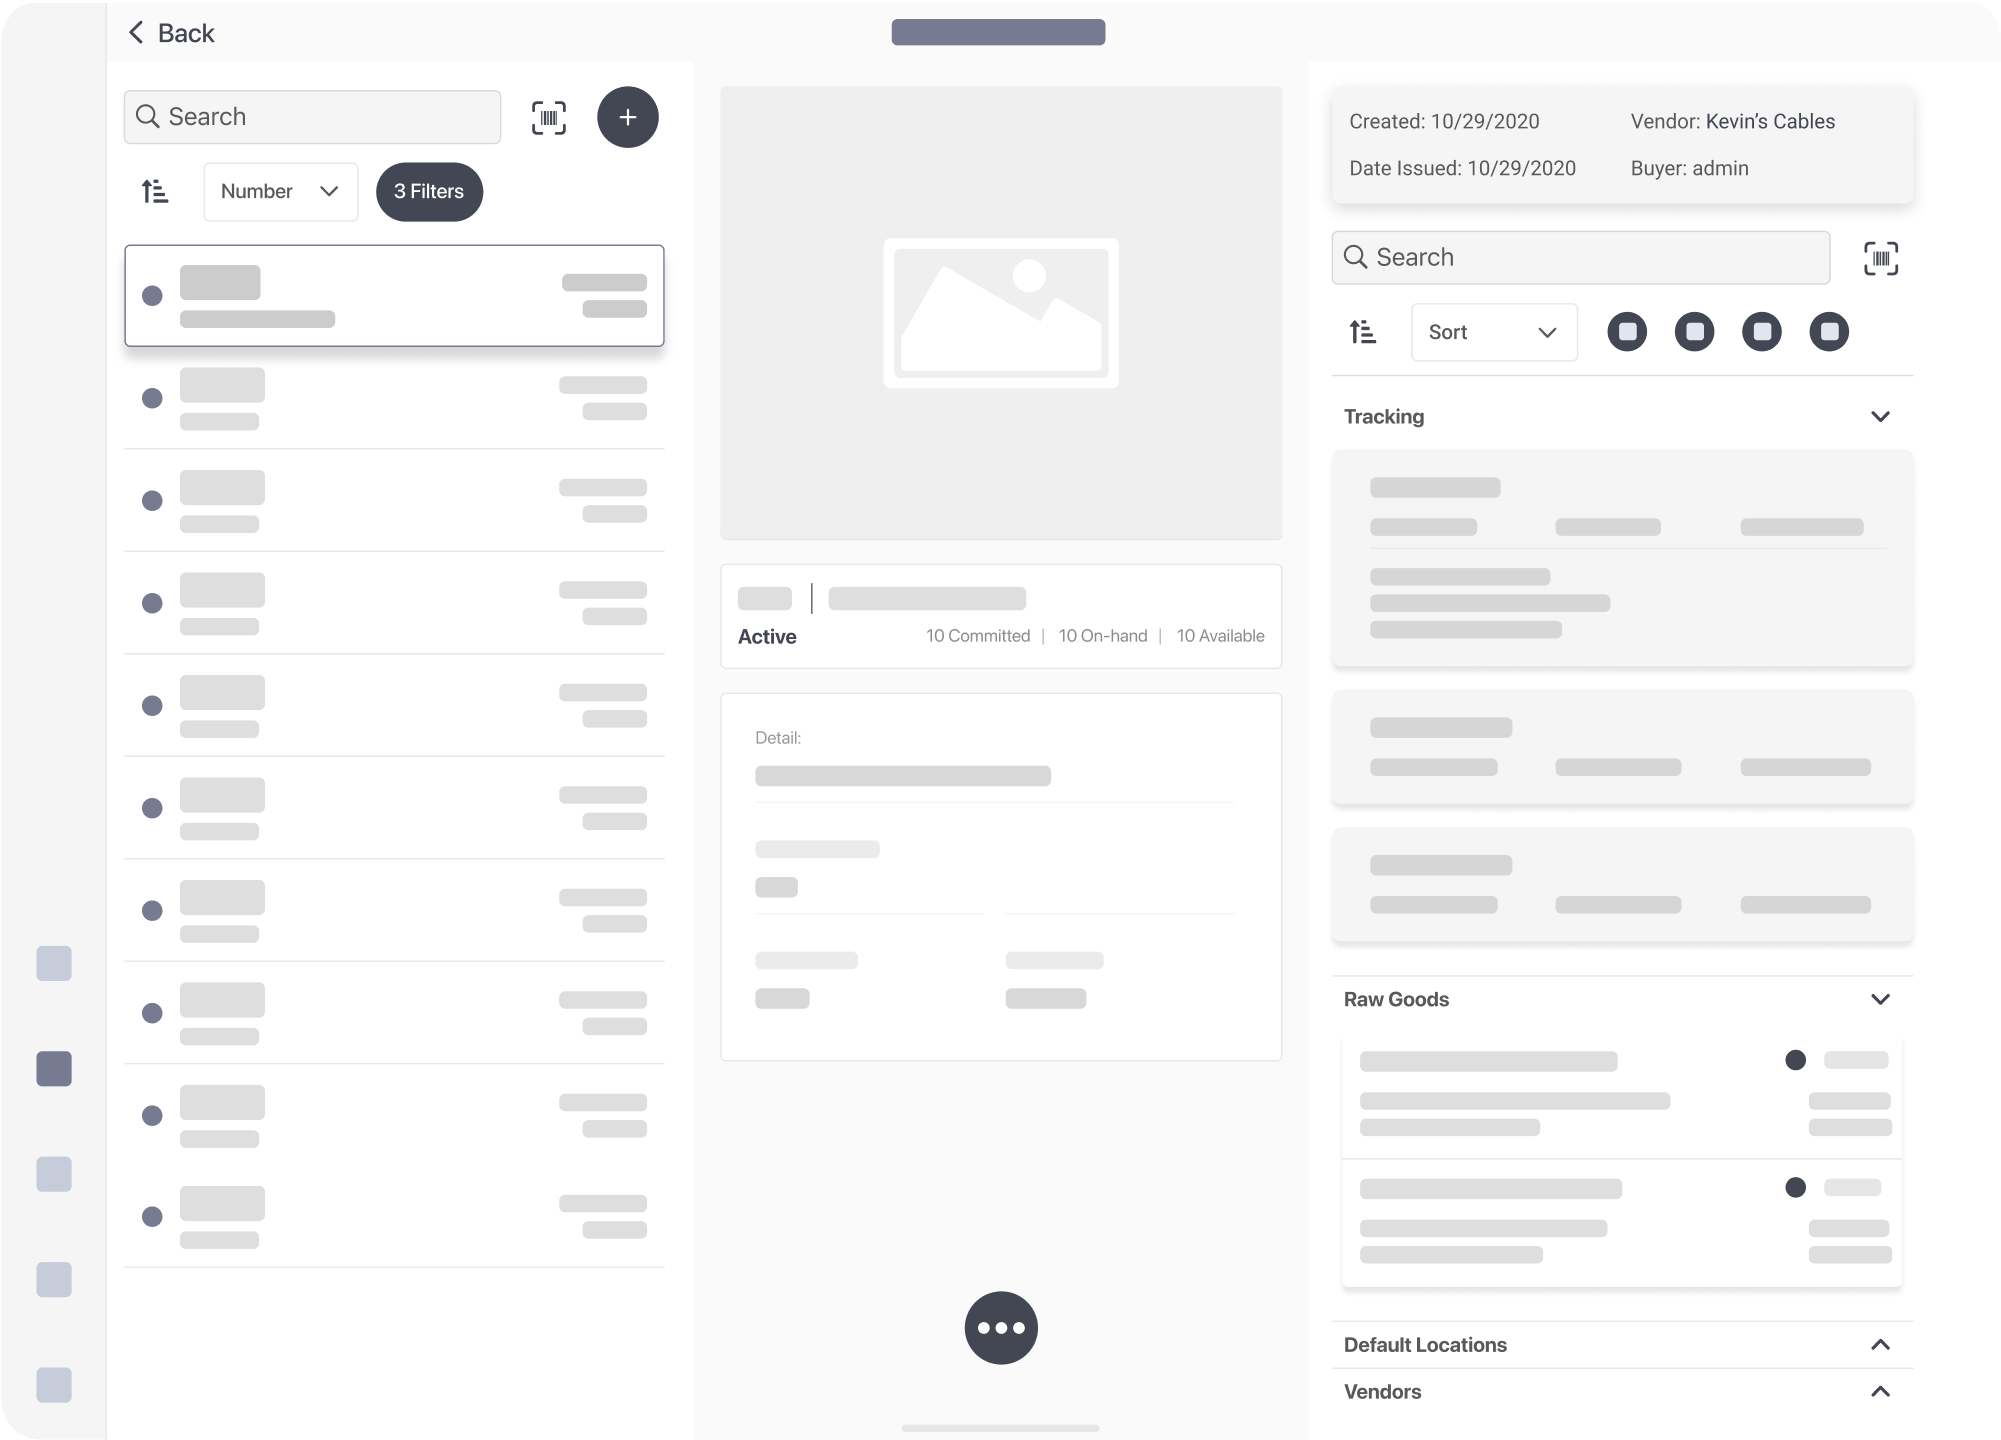 Back
Search
Number
3 Filters
Active
10 Committed | 10 On-hand | 10 Available
Detail:
Created: 10/29/2020
Vendor: Kevin’s Cables
Date Issued: 10/29/2020
Buyer: admin
Search
Sort
Tracking
Raw Goods
Default Locations
Vendors